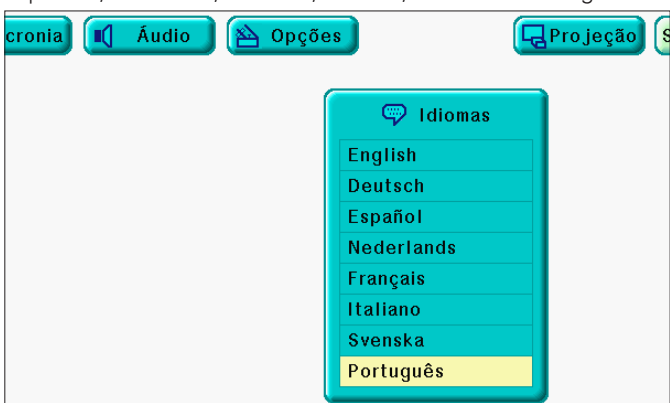 cronia Áudio Opções Projeção S
Idiomas
English
Deutsch
Español
Nederlands
Français
Italiano
Svenska
Português